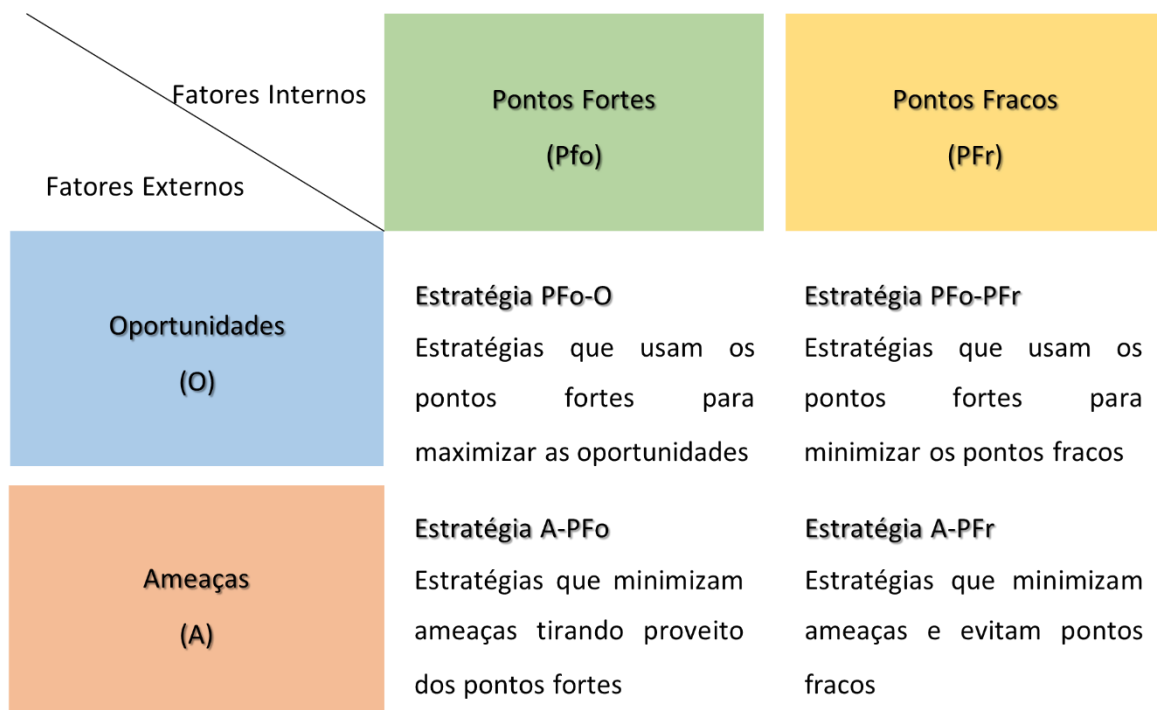 Fatores Internos
Fatores Externos
Pontos Fortes
(Pfo)
Pontos Fracos
(PFr)
Oportunidades
(O)
Estratégia PFo-O
Estratégias que usam os
pontos fortes para
maximizar as oportunidades
Estratégia PFo-PFr
Estratégias que usam os
pontos fortes para
minimizar os pontos fracos
Ameaças
(A)
Estratégia A-PFo
Estratégias que minimizam
ameaças tirando proveito
dos pontos fortes
Estratégia A-PFr
Estratégias que minimizam
ameaças e evitam pontos
fracos